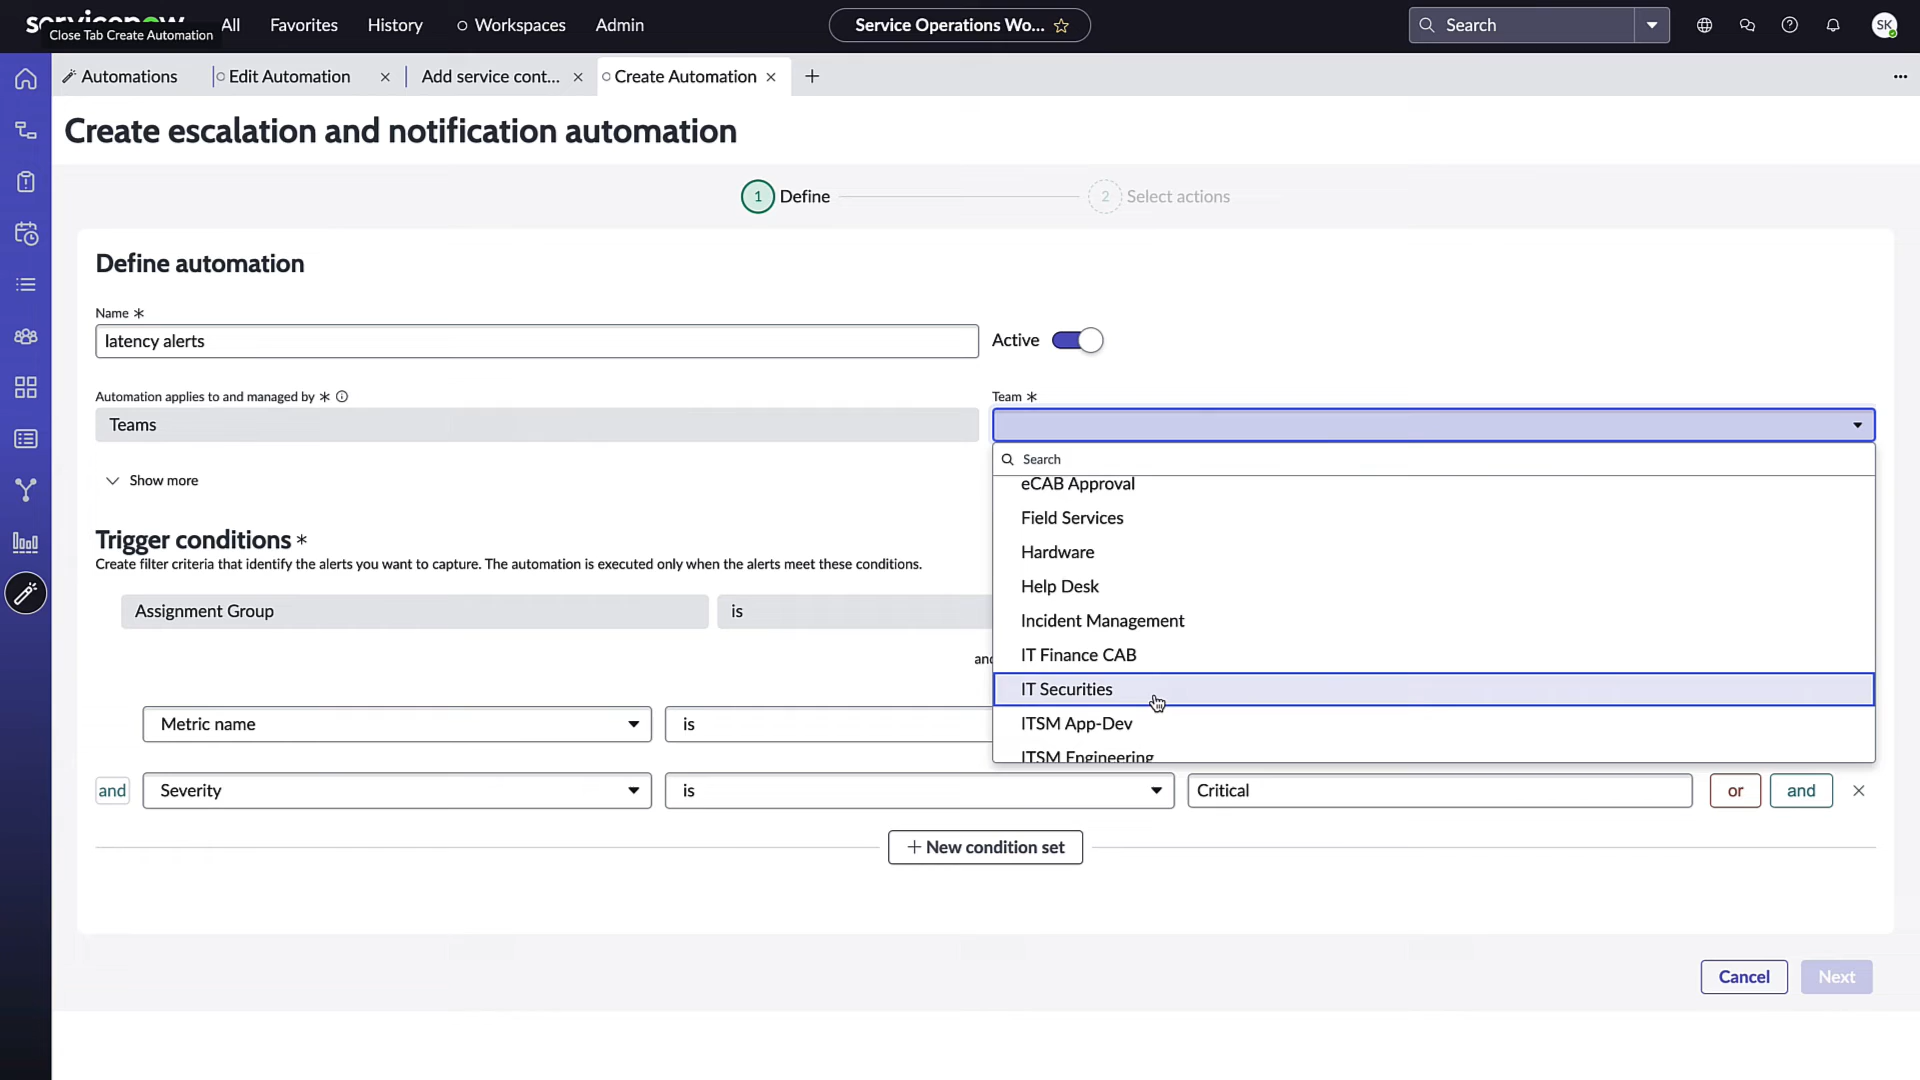 servicenow
Close Tab Create Automation
All
Favorites
History
Workspaces
Admin
Service Operations Wo...
Search
SK
Automations
Edit Automation
Add service cont...
Create Automation
Create escalation and notification automation
1 Define
2 Select actions
Define automation
Name *
latency alerts
Active
Automation applies to and managed by *
Teams
Team *
Search
eCAB Approval
Field Services
Hardware
Help Desk
Incident Management
IT Finance CAB
IT Securities
ITSM App-Dev
ITSM Engineering
Show more
Trigger conditions *
Create filter criteria that identify the alerts you want to capture. The automation is executed only when the alerts meet these conditions.
Assignment Group
is
and
Metric name
is
and
Severity
is
Critical
or
and
+ New condition set
Cancel
Next